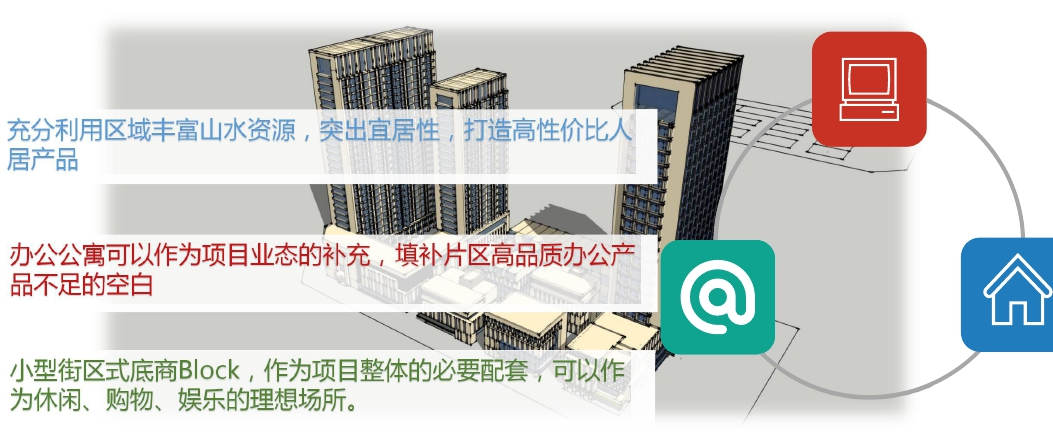 充分利用区域丰富山水资源，突出宜居性，打造高性价比人
居产品
办公公寓可以作为项目业态的补充，填补片区高品质办公产
品不足的空白
小型街区式底商Block，作为项目整体的必要配套，可以作
为休闲、购物、娱乐的理想场所。